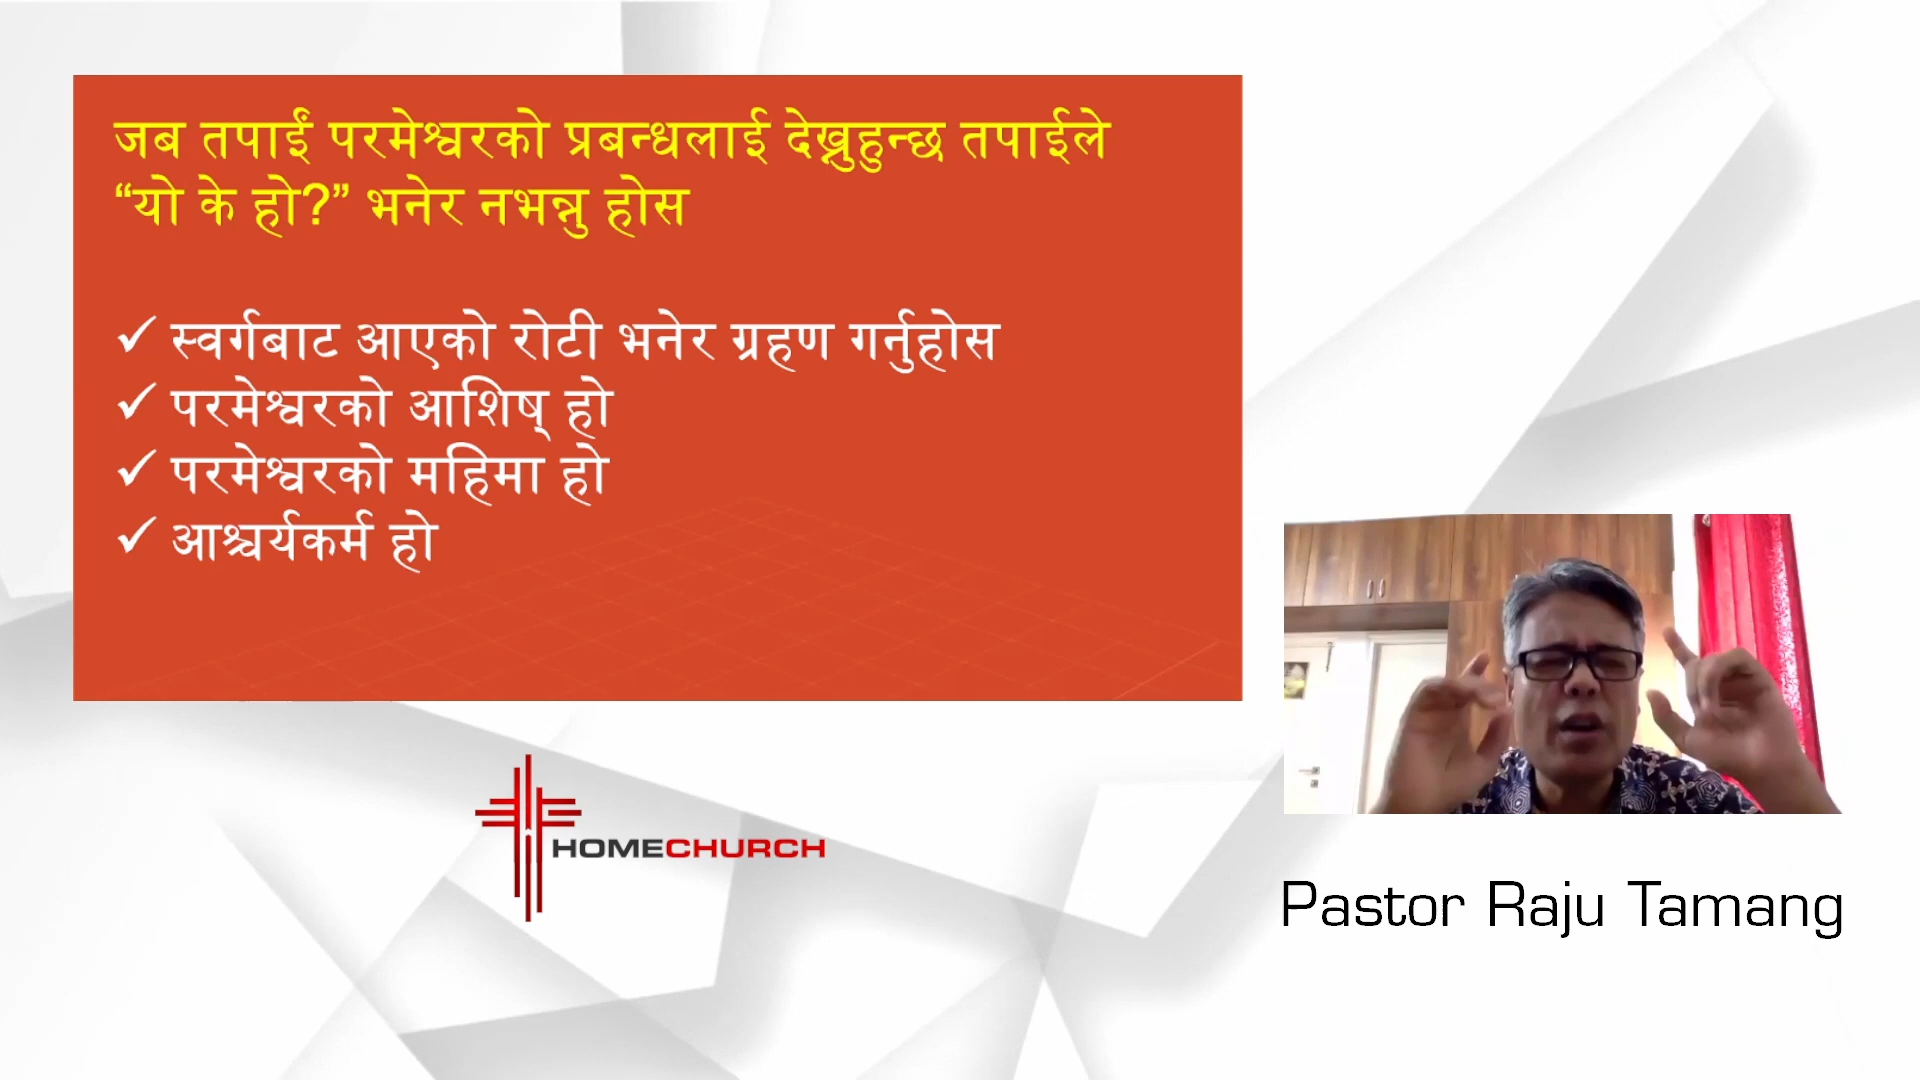 जब तपाईं परमेश्वरको प्रबन्धलाई देख्नुहुन्छ तपाईले
“यो के हो?” भनेर नभन्नु होस
✓ स्वर्गबाट आएको रोटी भनेर ग्रहण गर्नुहोस
✓ परमेश्वरको आशिष् हो
✓ परमेश्वरको महिमा हो
✓ आश्चर्यकर्म हो
HOMECHURCH
Pastor Raju Tamang